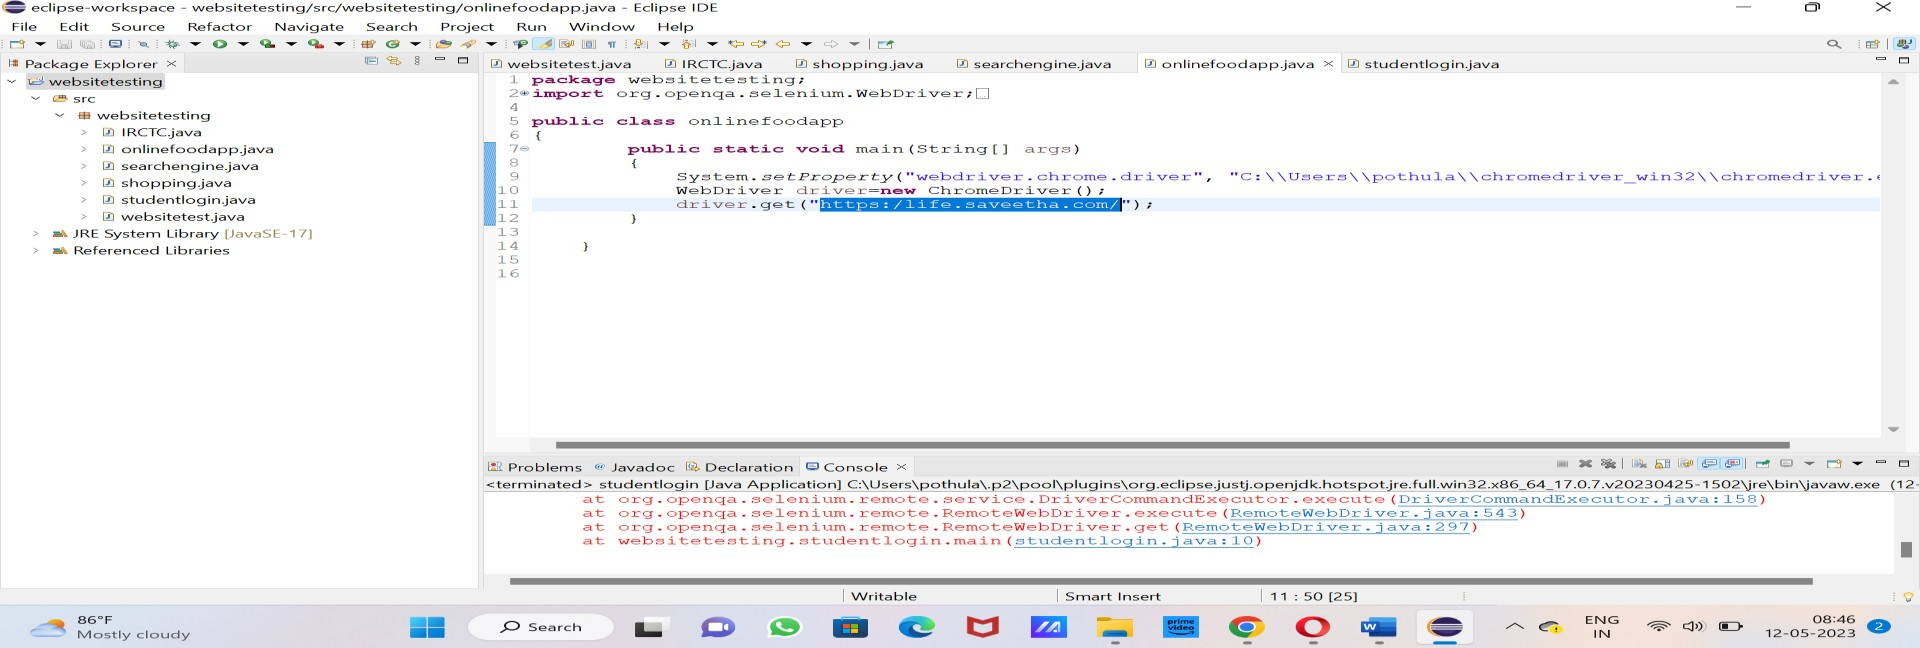 eclipse-workspace - websitetesting/src/websitetesting/onlinefoodapp.java - Eclipse IDE
File Edit Source Refactor Navigate Search Project Run Window Help
Package Explorer
websitetesting
src
websitetesting
IRCTC.java
onlinefoodapp.java
searchengine.java
shopping.java
studentlogin.java
websitetest.java
JRE System Library [JavaSE-17]
Referenced Libraries
websitetest.java IRCTC.java shopping.java searchengine.java onlinefoodapp.java studentlogin.java
1 package websitetesting;
2 import org.openqa.selenium.WebDriver;
4
5 public class onlinefoodapp
6 {
7 public static void main(String[] args)
8 {
9 System.setProperty("webdriver.chrome.driver", "C:\\Users\\pothula\\chromedriver_win32\\chromedriver.e
10 WebDriver driver=new ChromeDriver();
11 driver.get("https:/life.saveetha.com/");
12 }
13
14 }
15
16
Problems Javadoc Declaration Console
<terminated> studentlogin [Java Application] C:\Users\pothula\.p2\pool\plugins\org.eclipse.justj.openjdk.hotspot.jre.full.win32.x86_64_17.0.7.v20230425-1502\jre\bin\javaw.exe (12-
at org.openqa.selenium.remote.service.DriverCommandExecutor.execute(DriverCommandExecutor.java:158)
at org.openqa.selenium.remote.RemoteWebDriver.execute(RemoteWebDriver.java:543)
at org.openqa.selenium.remote.RemoteWebDriver.get(RemoteWebDriver.java:297)
at websitetesting.studentlogin.main(studentlogin.java:10)
Writable Smart Insert 11 : 50 [25]
86°F
Mostly cloudy
Search
prime video
ENG
IN
08:46
12-05-2023
2